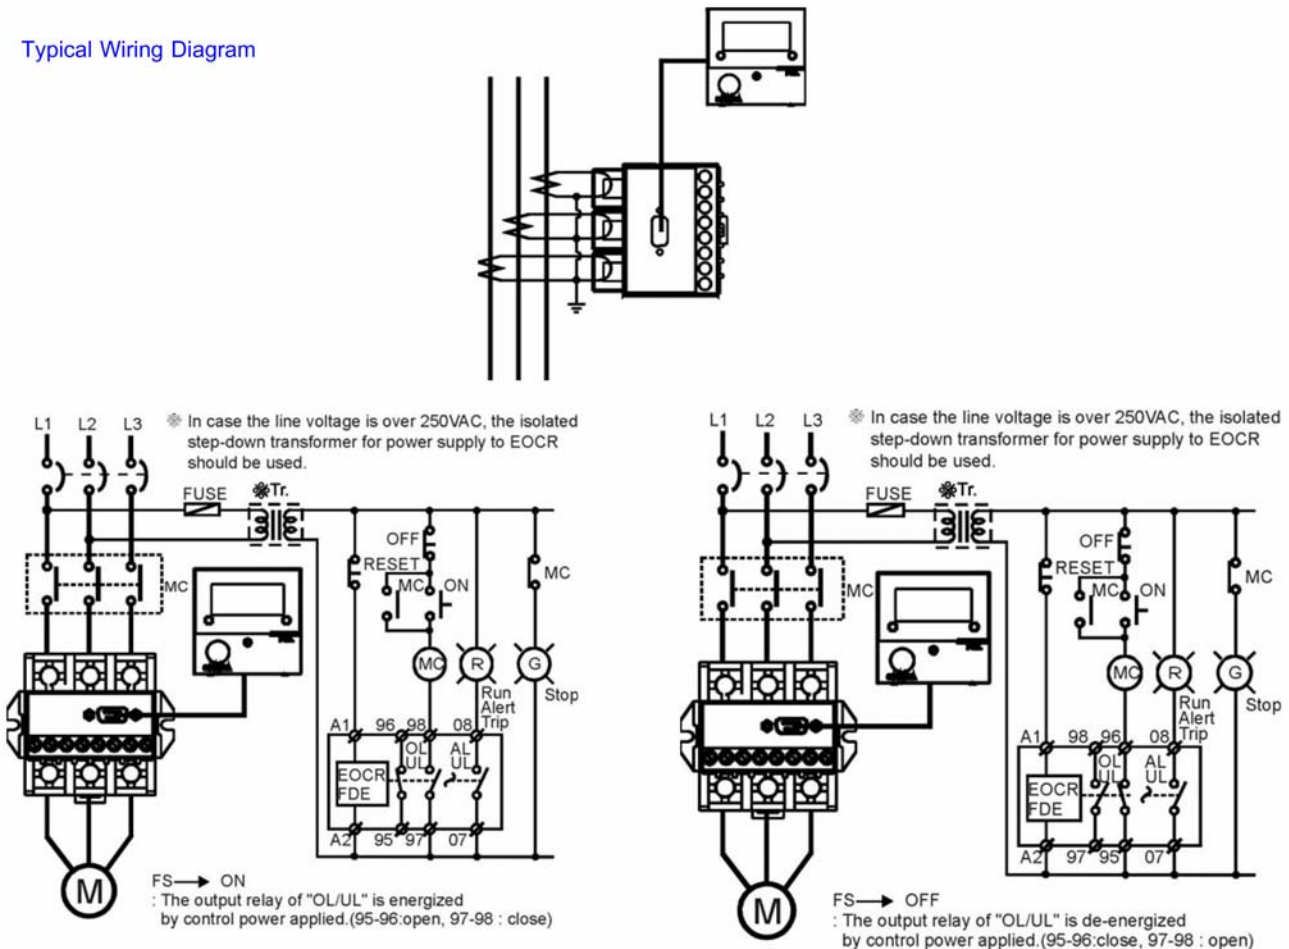 Typical Wiring Diagram
L1 L2 L3
※ In case the line voltage is over 250VAC, the isolated
step-down transformer for power supply to EOCR
should be used.
FUSE
※Tr.
OFF
RESET
MC ON
MC
MC
MC
R
G
Run
Alert
Trip
Stop
A1 96 98 08
OL
UL
AL
UL
EOCR
FDE
A2 95 97 07
M
FS→ ON
: The output relay of "OL/UL" is energized
by control power applied.(95-96:open, 97-98 : close)
L1 L2 L3
※ In case the line voltage is over 250VAC, the isolated
step-down transformer for power supply to EOCR
should be used.
FUSE
※Tr.
OFF
RESET
MC ON
MC
MC
MC
R
G
Run
Alert
Trip
Stop
A1 98 96 08
OL
UL
AL
UL
EOCR
FDE
A2 97 95 07
M
FS→ OFF
: The output relay of "OL/UL" is de-energized
by control power applied.(95-96:close, 97-98 : open)